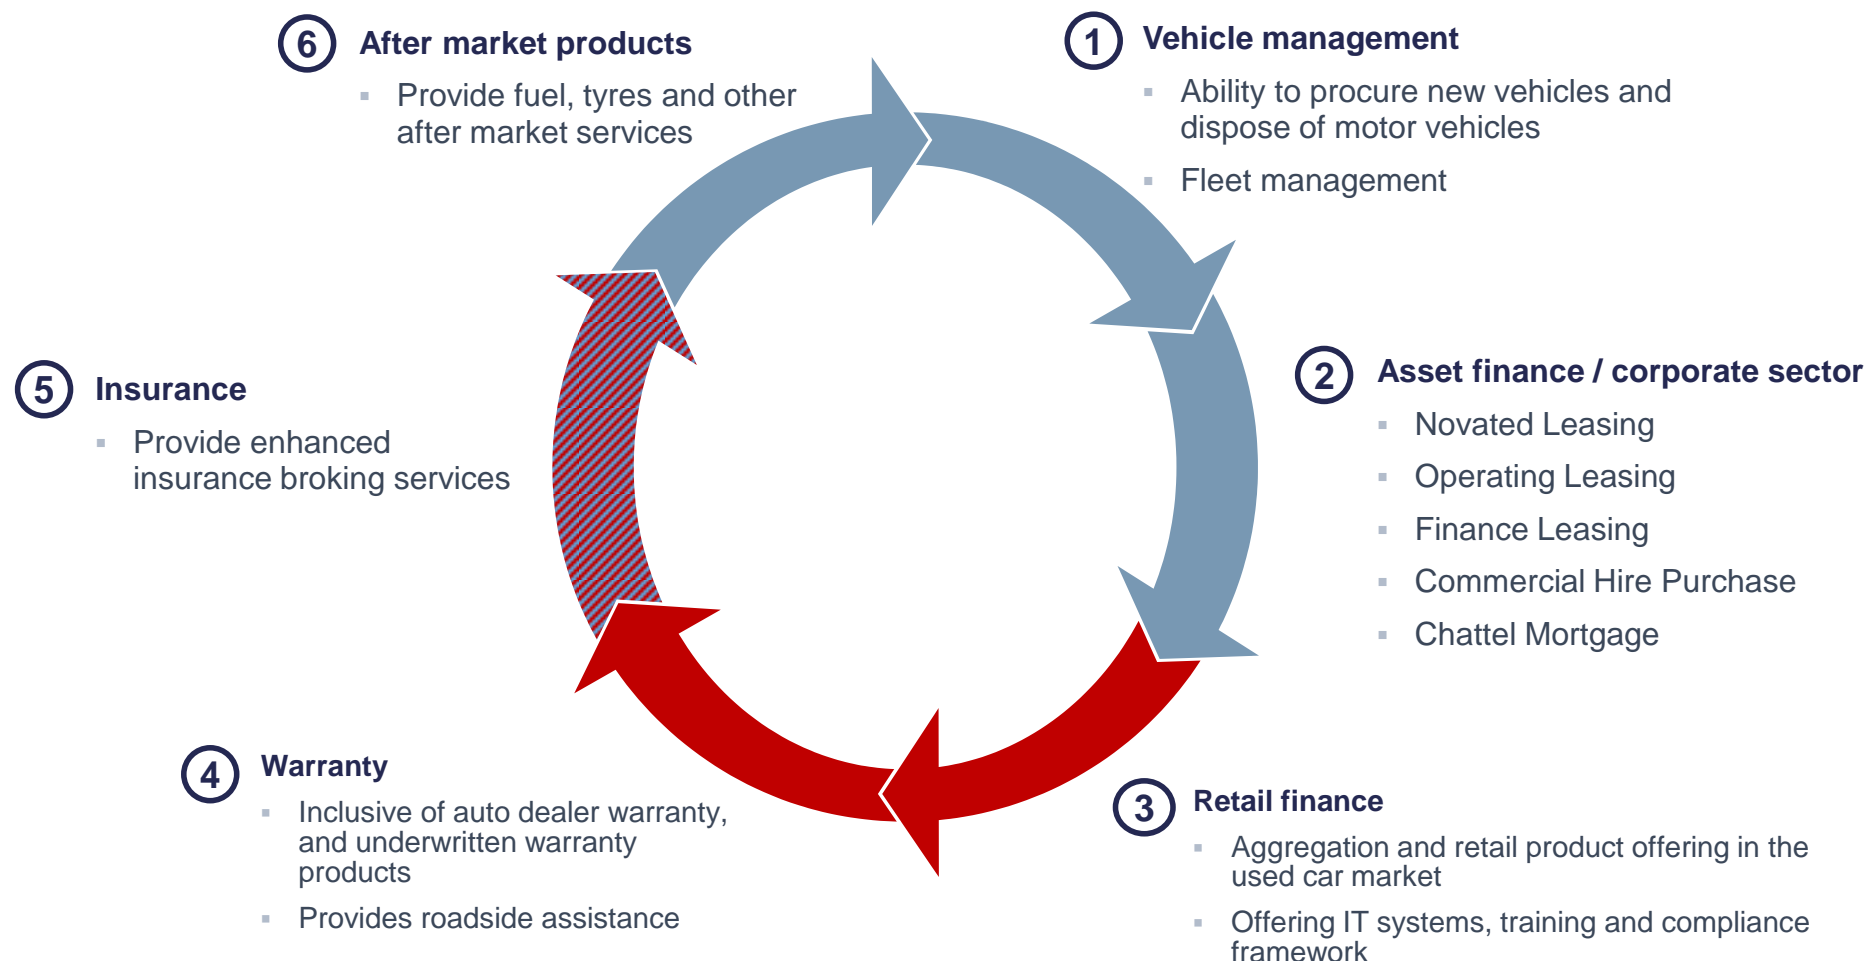 1
Vehicle management
Ability to procure new vehicles and
dispose of motor vehicles
Fleet management
2
Asset finance / corporate sector
Novated Leasing
Operating Leasing
Finance Leasing
Commercial Hire Purchase
Chattel Mortgage
3
Retail finance
Aggregation and retail product offering in the
used car market
Offering IT systems, training and compliance
framework
4
Warranty
Inclusive of auto dealer warranty,
and underwritten warranty
products
Provides roadside assistance
5
Insurance
Provide enhanced
insurance broking services
6
After market products
Provide fuel, tyres and other
after market services